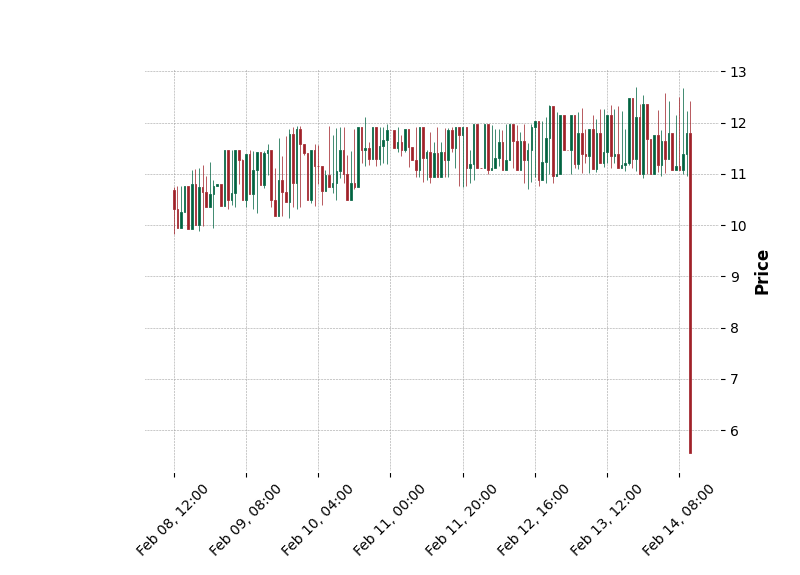 13
12
11
10
9
8
7
6
Price
Feb 08, 12:00
Feb 09, 08:00
Feb 10, 04:00
Feb 11, 00:00
Feb 11, 20:00
Feb 12, 16:00
Feb 13, 12:00
Feb 14, 08:00